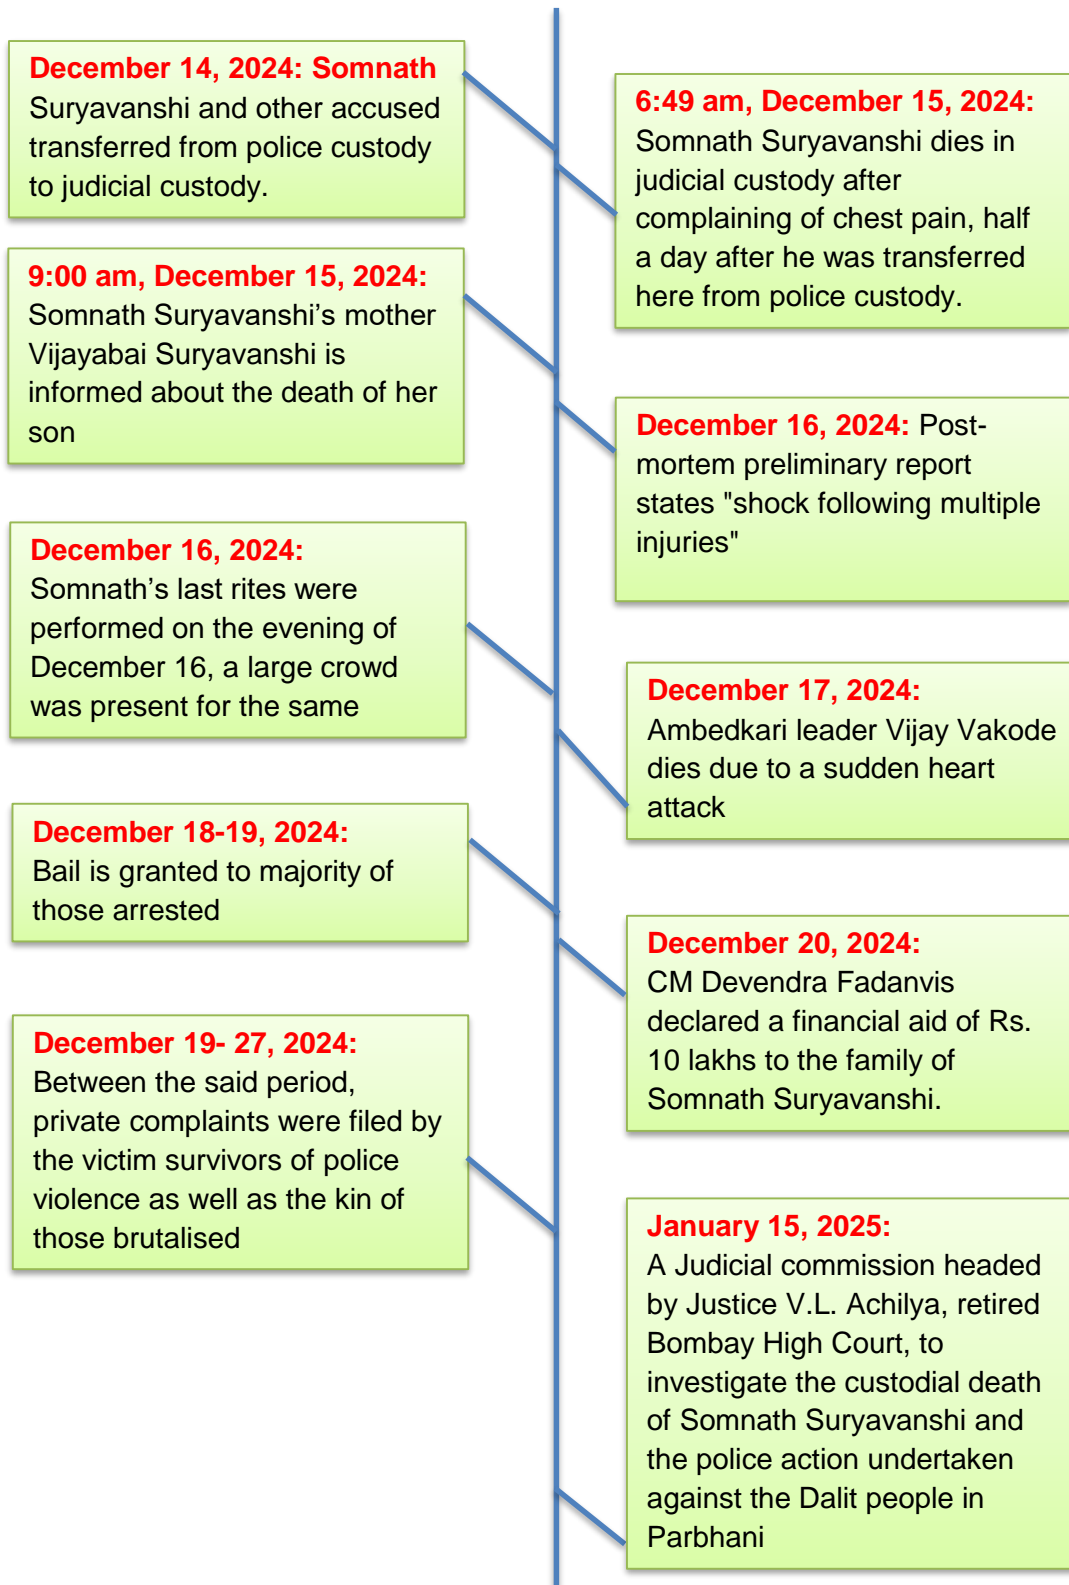 December 14, 2024: Somnath
Suryavanshi and other accused
transferred from police custody
to judicial custody.
6:49 am, December 15, 2024:
Somnath Suryavanshi dies in
judicial custody after
complaining of chest pain, half
a day after he was transferred
here from police custody.
9:00 am, December 15, 2024:
Somnath Suryavanshi’s mother
Vijayabai Suryavanshi is
informed about the death of her
son
December 16, 2024: Post-
mortem preliminary report
states "shock following multiple
injuries"
December 16, 2024:
Somnath’s last rites were
performed on the evening of
December 16, a large crowd
was present for the same
December 17, 2024:
Ambedkari leader Vijay Vakode
dies due to a sudden heart
attack
December 18-19, 2024:
Bail is granted to majority of
those arrested
December 20, 2024:
CM Devendra Fadanvis
declared a financial aid of Rs.
10 lakhs to the family of
Somnath Suryavanshi.
December 19- 27, 2024:
Between the said period,
private complaints were filed by
the victim survivors of police
violence as well as the kin of
those brutalised
January 15, 2025:
A Judicial commission headed
by Justice V.L. Achilya, retired
Bombay High Court, to
investigate the custodial death
of Somnath Suryavanshi and
the police action undertaken
against the Dalit people in
Parbhani